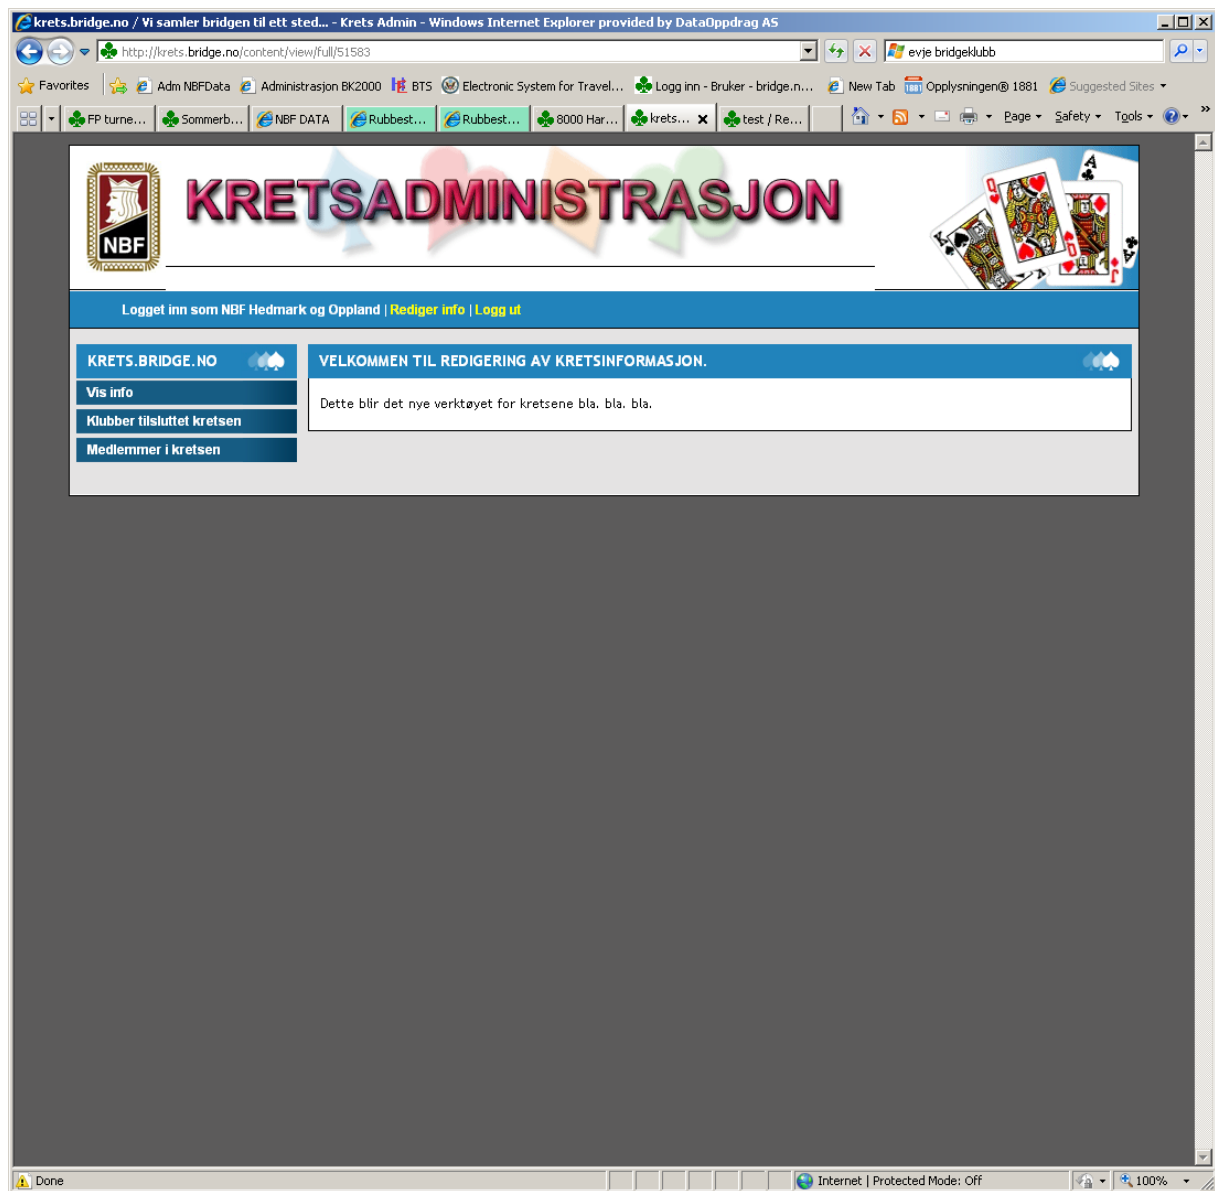 krets.bridge.no / Vi samler bridgen til ett sted... - Krets Admin - Windows Internet Explorer provided by DataOppdrag AS
http://krets.bridge.no/content/view/full/51583
evje bridgeklubb
Favorites Adm NBFData Administrasjon BK2000 BTS Electronic System for Travel... Logg inn - Bruker - bridge.n... New Tab Opplysningen® 1881 Suggested Sites
FP turne... Sommerb... NBF DATA Rubbest... Rubbest... 8000 Har... krets... test / Re... Page Safety Tools »
NBF
KRETSADMINISTRASJON
K Q A Q J
Logget inn som NBF Hedmark og Oppland | Rediger info | Logg ut
KRETS.BRIDGE.NO
Vis info
Klubber tilsluttet kretsen
Medlemmer i kretsen
VELKOMMEN TIL REDIGERING AV KRETSINFORMASJON.
Dette blir det nye verktøyet for kretsene bla. bla. bla.
Done
Internet | Protected Mode: Off
100%